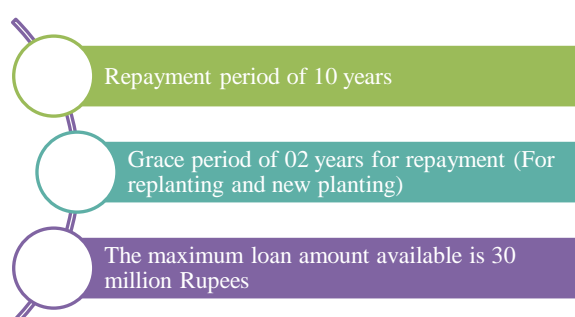 Repayment period of 10 years
Grace period of 02 years for repayment (For
replanting and new planting)
The maximum loan amount available is 30
million Rupees